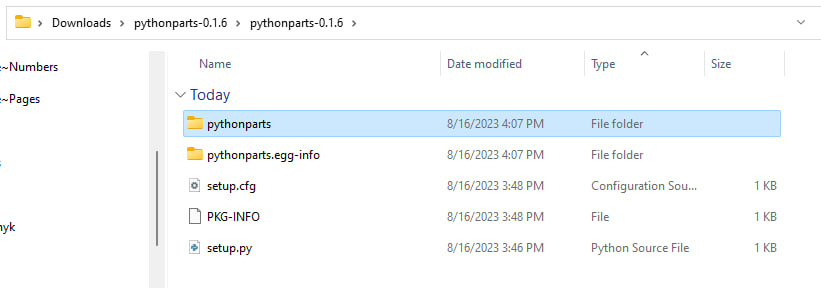 Downloads > pythonparts-0.1.6 > pythonparts-0.1.6 >
Name Date modified Type Size
e~Numbers
Today
e~Pages
pythonparts 8/16/2023 4:07 PM File folder
pythonparts.egg-info 8/16/2023 4:07 PM File folder
setup.cfg 8/16/2023 3:48 PM Configuration Sou... 1 KB
PKG-INFO 8/16/2023 3:48 PM File 1 KB
nyk
setup.py 8/16/2023 3:46 PM Python Source File 1 KB